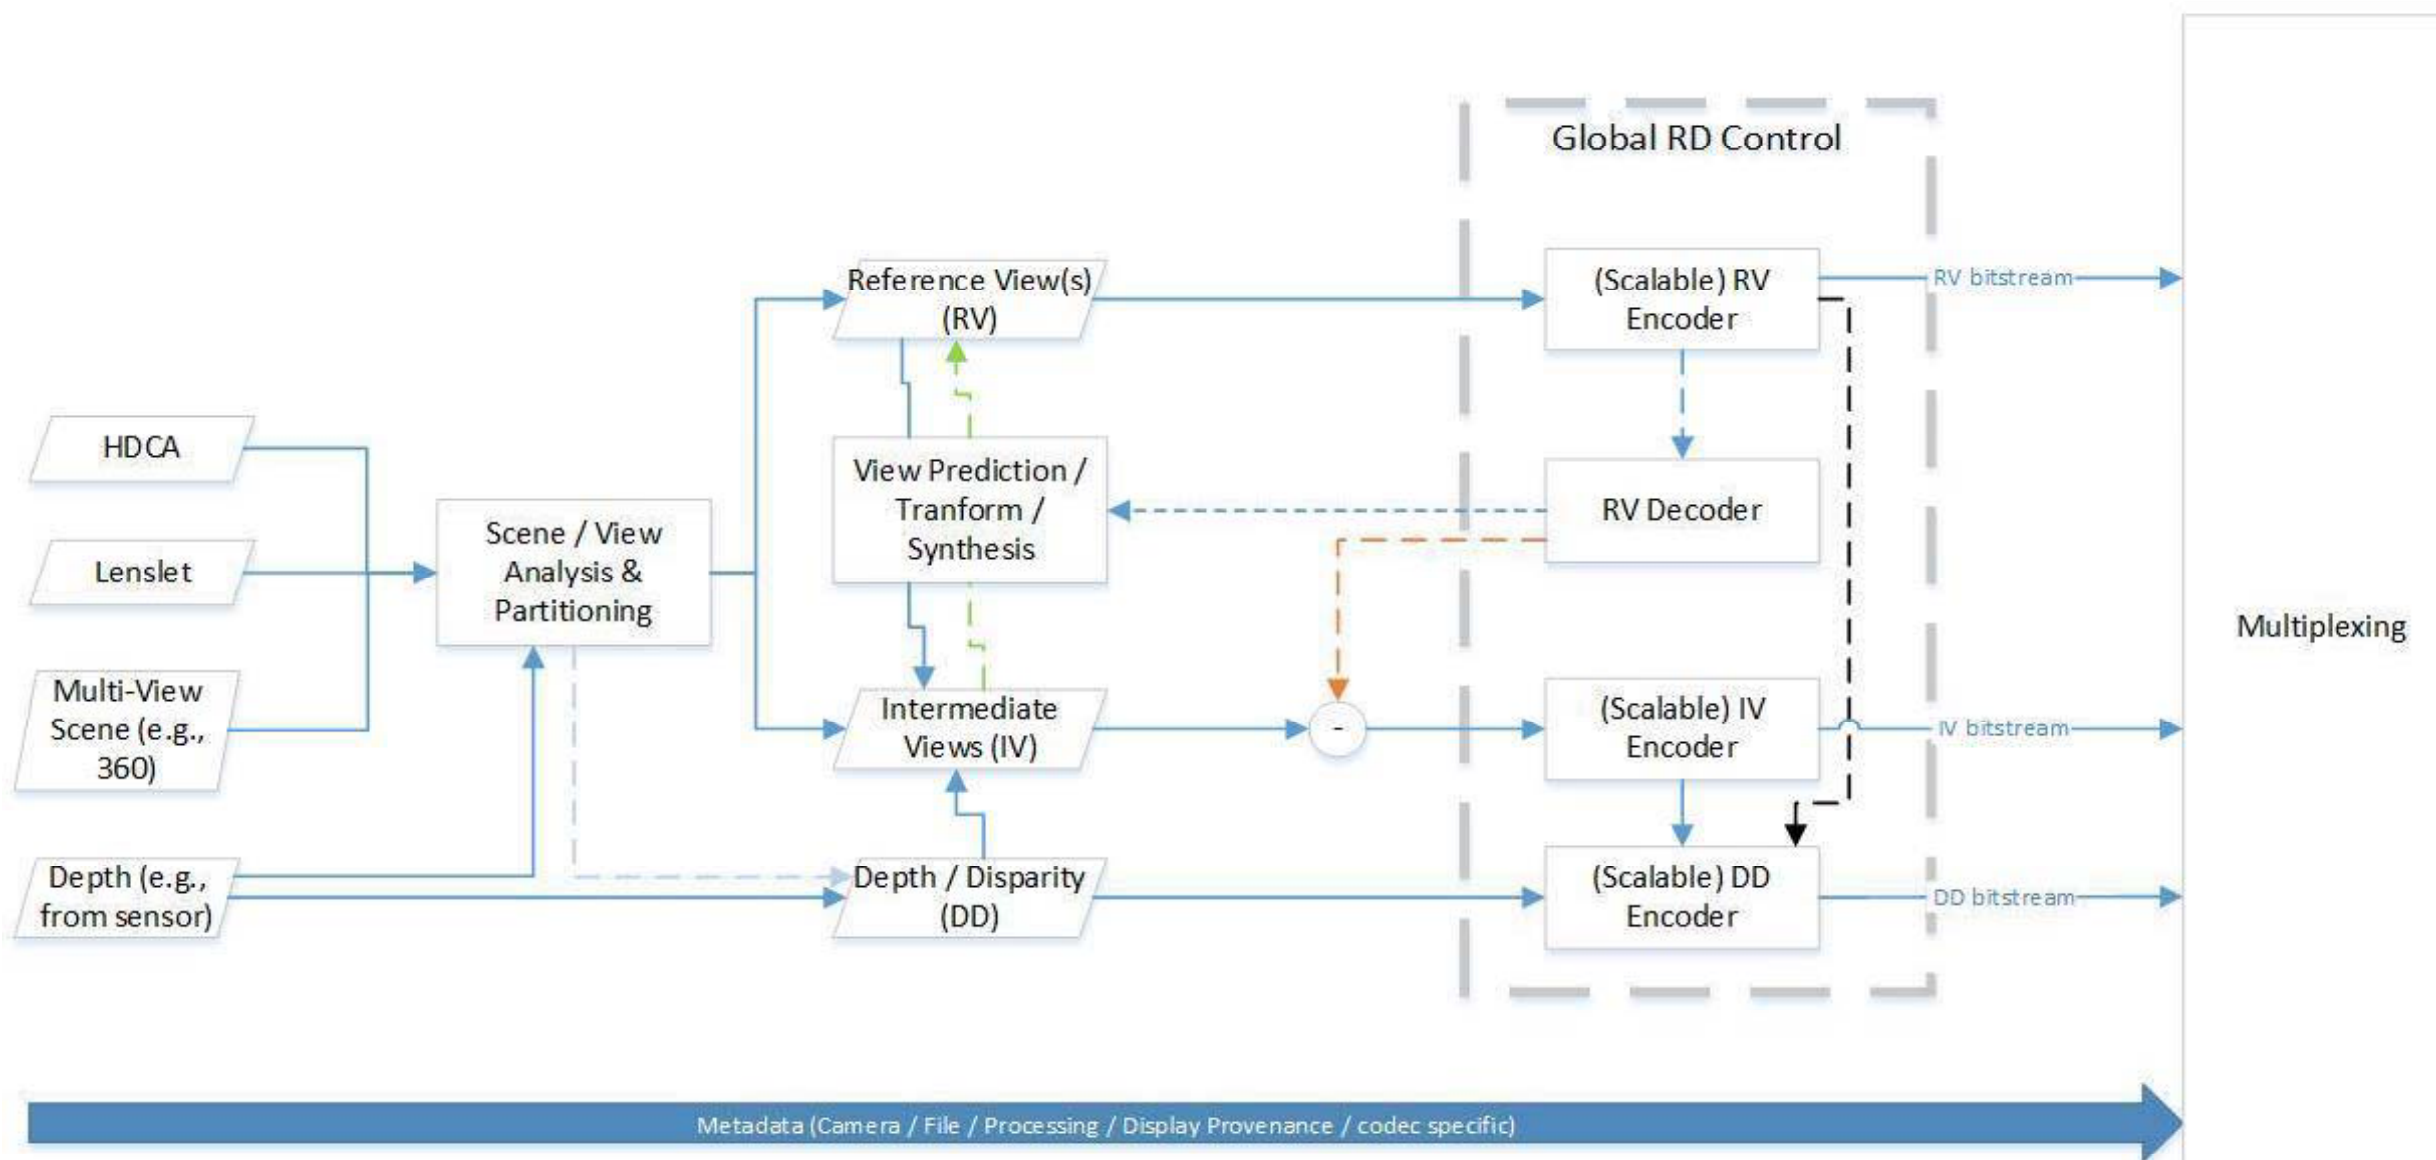 Global RD Control
Reference View(s)
(RV)
(Scalable) RV
Encoder
RV bitstream
HDCA
View Prediction /
Tranform /
Synthesis
RV Decoder
Scene / View
Analysis &
Partitioning
Lenslet
Multiplexing
Multi-View
Scene (e.g.,
360)
Intermediate
Views (IV)
-
(Scalable) IV
Encoder
IV bitstream
Depth (e.g.,
from sensor)
Depth / Disparity
(DD)
(Scalable) DD
Encoder
DD bitstream
Metadata (Camera / File / Processing / Display Provenance / codec specific)